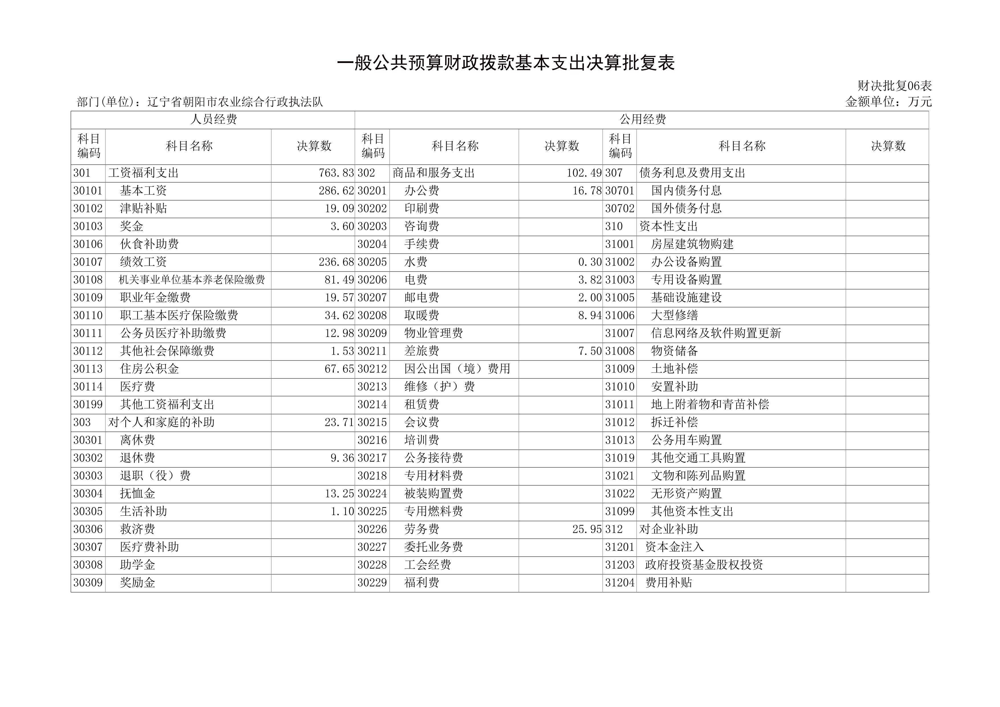 一般公共预算财政拨款基本支出决算批复表
财决批复06表
部门(单位)：辽宁省朝阳市农业综合行政执法队 金额单位：万元
人员经费 公用经费
科目编码 科目名称 决算数 科目编码 科目名称 决算数 科目编码 科目名称 决算数
301 工资福利支出 763.83 302 商品和服务支出 102.49 307 债务利息及费用支出
30101 基本工资 286.62 30201 办公费 16.78 30701 国内债务付息
30102 津贴补贴 19.09 30202 印刷费 30702 国外债务付息
30103 奖金 3.60 30203 咨询费 310 资本性支出
30106 伙食补助费 30204 手续费 31001 房屋建筑物购建
30107 绩效工资 236.68 30205 水费 0.30 31002 办公设备购置
30108 机关事业单位基本养老保险缴费 81.49 30206 电费 3.82 31003 专用设备购置
30109 职业年金缴费 19.57 30207 邮电费 2.00 31005 基础设施建设
30110 职工基本医疗保险缴费 34.62 30208 取暖费 8.94 31006 大型修缮
30111 公务员医疗补助缴费 12.98 30209 物业管理费 31007 信息网络及软件购置更新
30112 其他社会保障缴费 1.53 30211 差旅费 7.50 31008 物资储备
30113 住房公积金 67.65 30212 因公出国（境）费用 31009 土地补偿
30114 医疗费 30213 维修（护）费 31010 安置补助
30199 其他工资福利支出 30214 租赁费 31011 地上附着物和青苗补偿
303 对个人和家庭的补助 23.71 30215 会议费 31012 拆迁补偿
30301 离休费 30216 培训费 31013 公务用车购置
30302 退休费 9.36 30217 公务接待费 31019 其他交通工具购置
30303 退职（役）费 30218 专用材料费 31021 文物和陈列品购置
30304 抚恤金 13.25 30224 被装购置费 31022 无形资产购置
30305 生活补助 1.10 30225 专用燃料费 31099 其他资本性支出
30306 救济费 30226 劳务费 25.95 312 对企业补助
30307 医疗费补助 30227 委托业务费 31201 资本金注入
30308 助学金 30228 工会经费 31203 政府投资基金股权投资
30309 奖励金 30229 福利费 31204 费用补贴